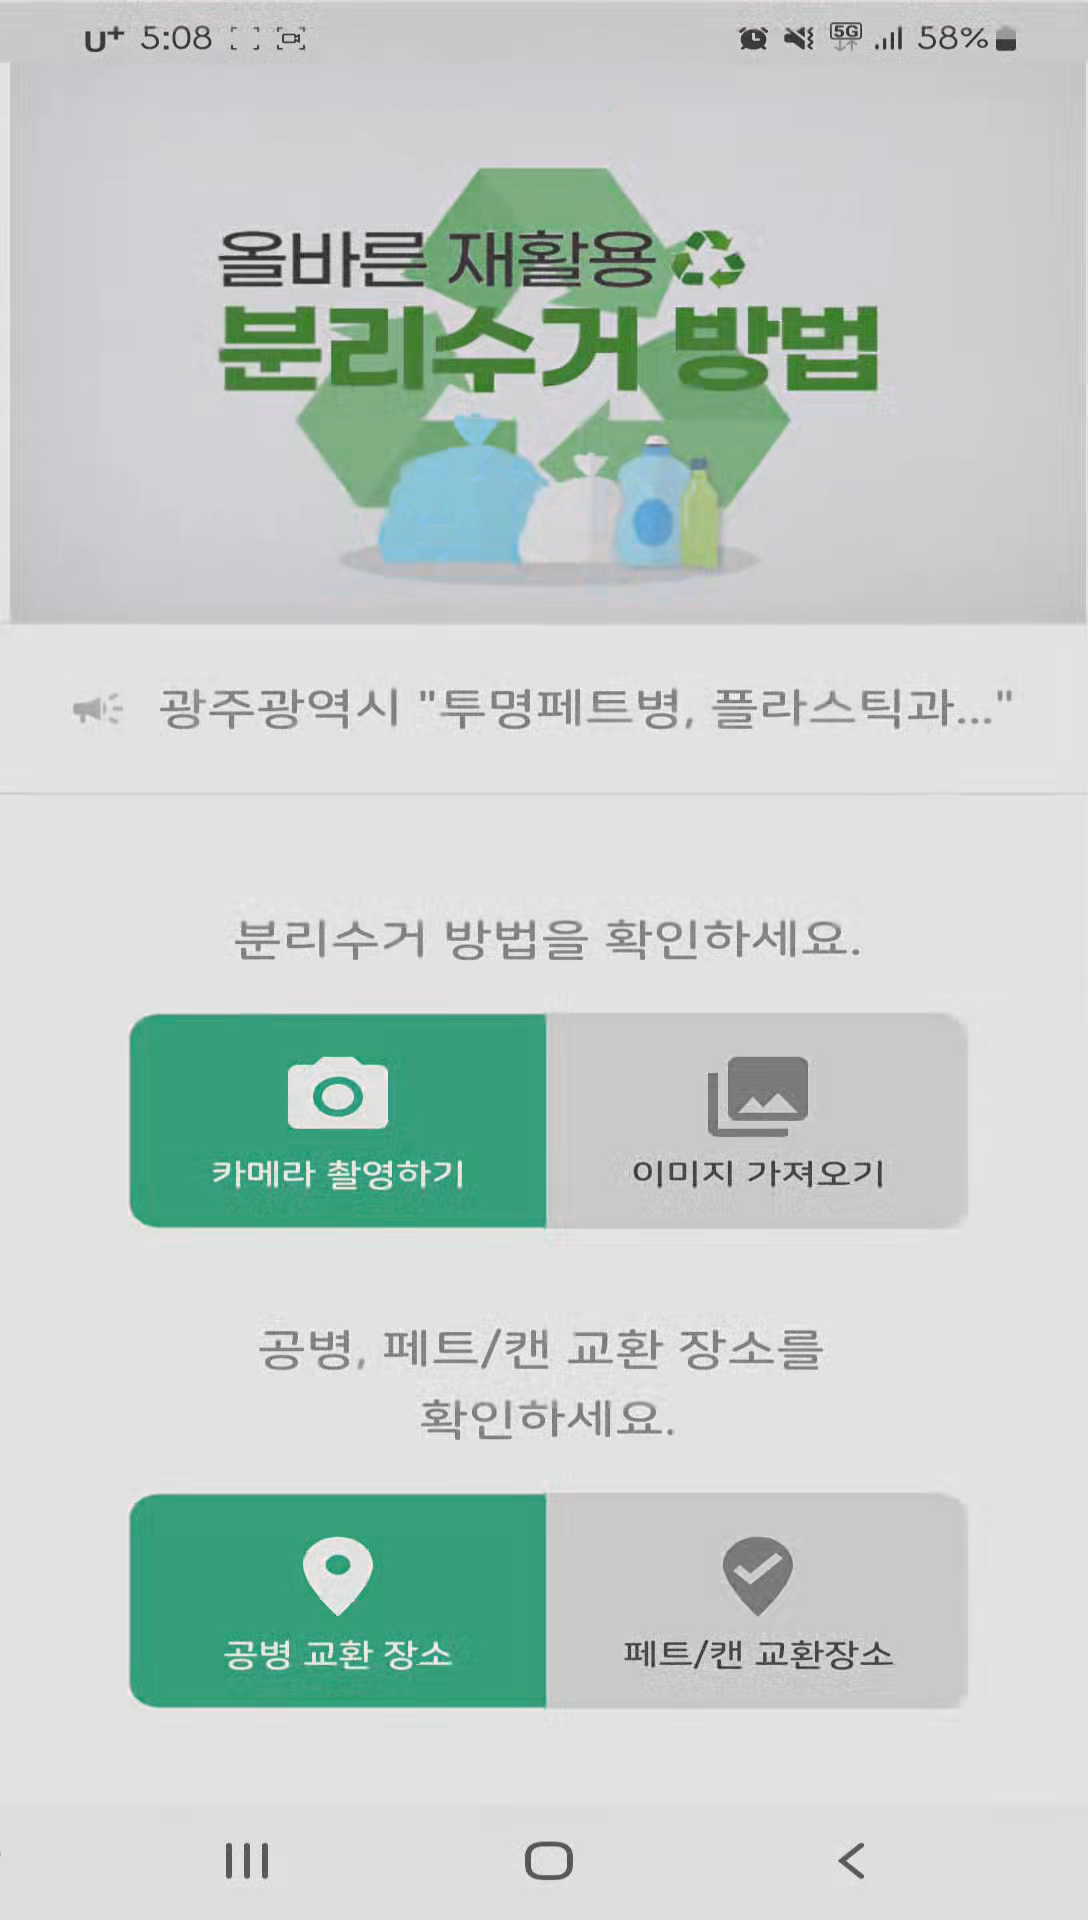 U+ 5:08 5G 58%
올바른 재활용
분리수거 방법
광주광역시 "투명페트병, 플라스틱과..."
분리수거 방법을 확인하세요.
카메라 촬영하기 이미지 가져오기
공병, 페트/캔 교환 장소를
확인하세요.
공병 교환 장소 페트/캔 교환장소